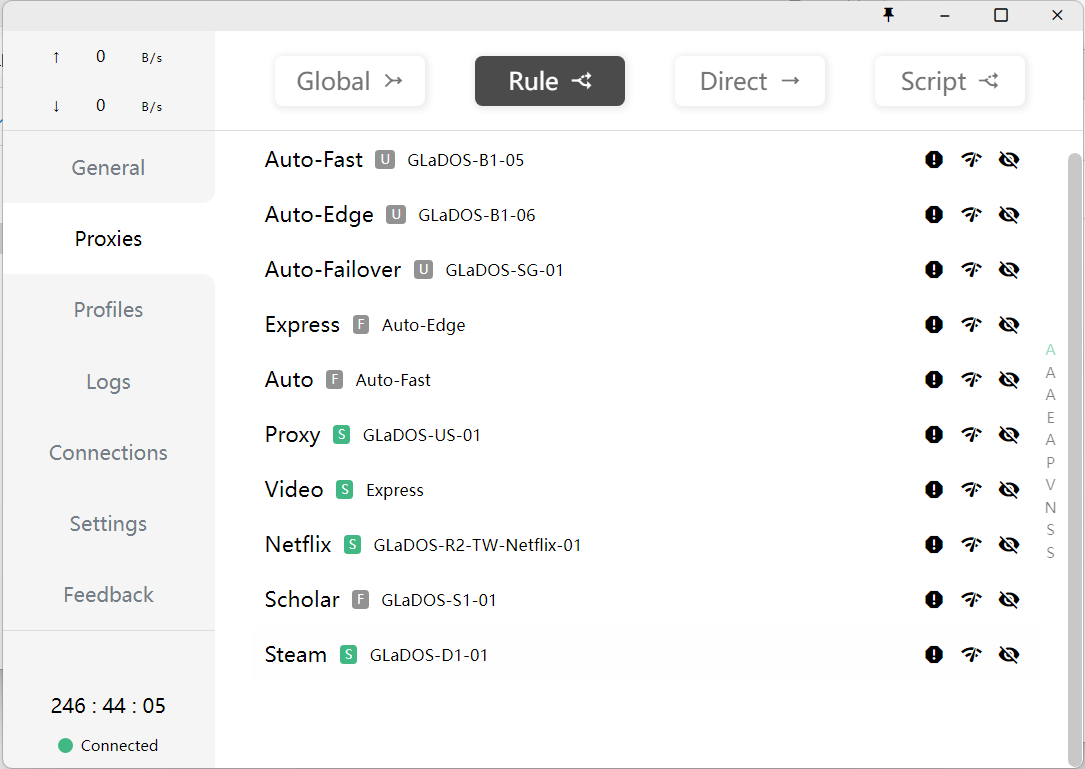 ↑ 0 B/s
↓ 0 B/s
General
Proxies
Profiles
Logs
Connections
Settings
Feedback
246 : 44 : 05
Connected
Global Rule Direct → Script
Auto-Fast U GLaDOS-B1-05
Auto-Edge U GLaDOS-B1-06
Auto-Failover U GLaDOS-SG-01
Express F Auto-Edge
Auto F Auto-Fast
Proxy S GLaDOS-US-01
Video S Express
Netflix S GLaDOS-R2-TW-Netflix-01
Scholar F GLaDOS-S1-01
Steam S GLaDOS-D1-01
A
A
A
E
A
P
V
N
S
S